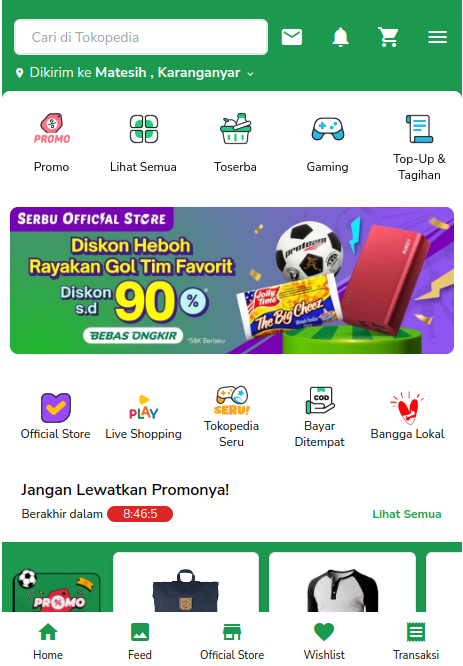 Cari di Tokopedia
Dikirim ke Matesih , Karanganyar
PROMO
Promo
Lihat Semua
Toserba
Gaming
Top-Up &
Tagihan
SERBU OFFICIAL STORE
Diskon Heboh
Rayakan Gol Tim Favorit
Diskon
s.d
90%
BEBAS ONGKIR
*S&K Berlaku
proteam
Jolly
Time
The Big Cheez
AUKEY
PLAY
SERU!
COD
Official Store
Live Shopping
Tokopedia
Seru
Bayar
Ditempat
Bangga Lokal
Jangan Lewatkan Promonya!
Berakhir dalam 8:46:5
Lihat Semua
PROMO
Home
Feed
Official Store
Wishlist
Transaksi